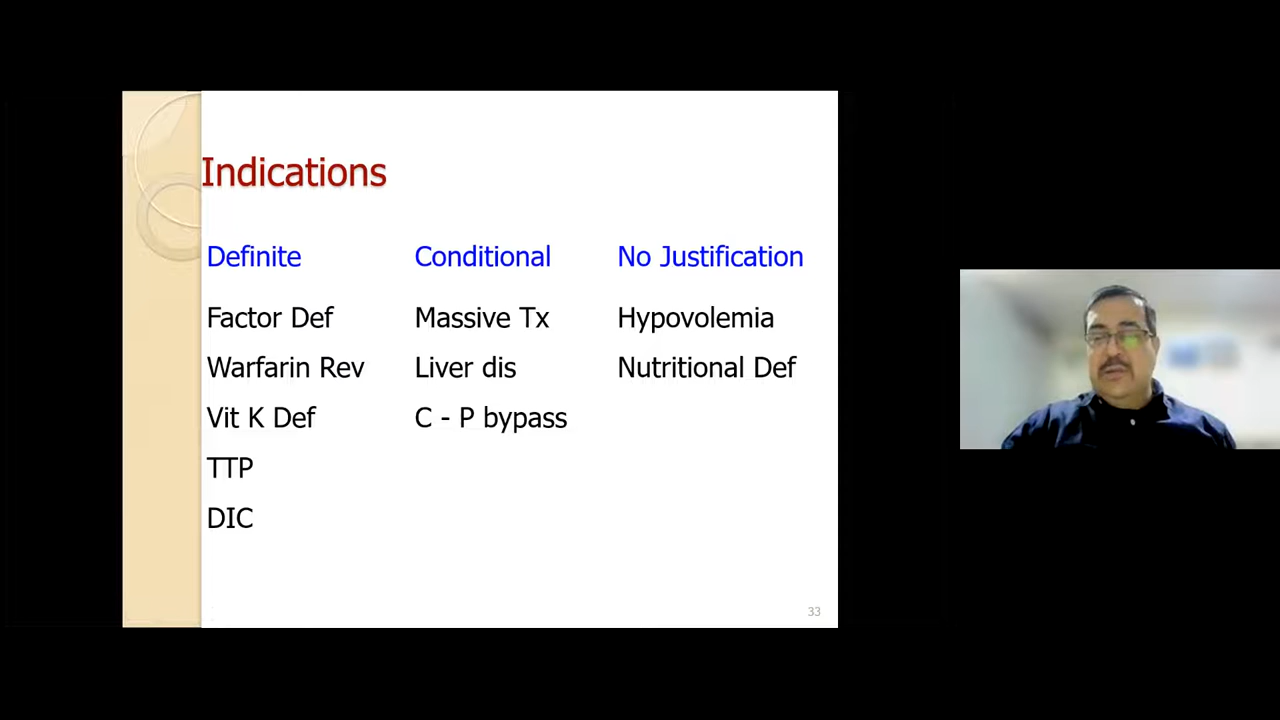 Indications
Definite Conditional No Justification
Factor Def Massive Tx Hypovolemia
Warfarin Rev Liver dis Nutritional Def
Vit K Def C - P bypass
TTP
DIC
33